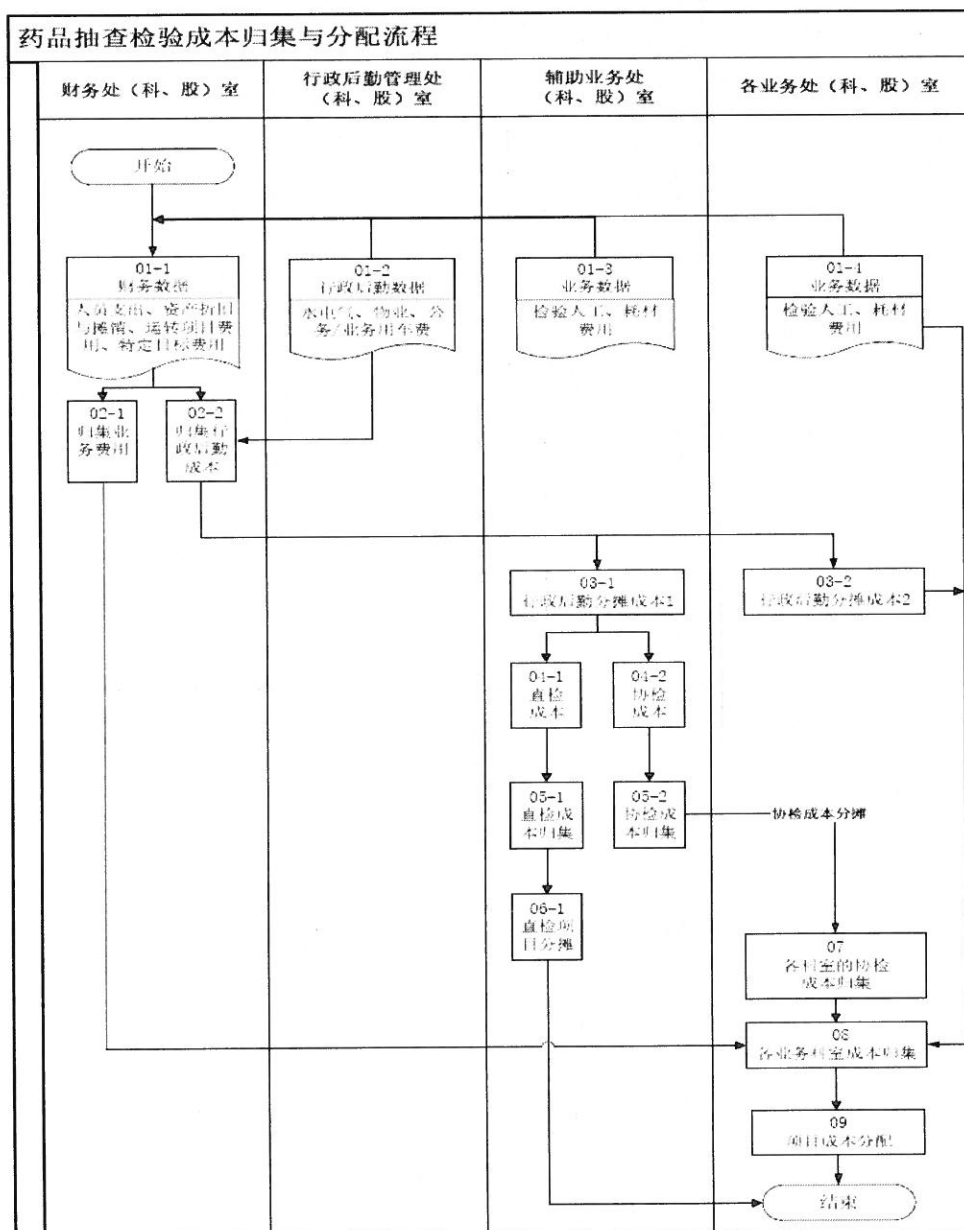 药品抽查检验成本归集与分配流程
财务处（科、股）室
行政后勤管理处
（科、股）室
辅助业务处
（科、股）室
各业务处（科、股）室
开始
01-1
财务数据
人员支出、资产折旧
与摊销、运转项目费
用、特定目标费用
01-2
行政后勤数据
水电气、物业、公
务/业务用车费
01-3
业务数据
检验人工、耗材
费用
01-4
业务数据
检验人工、耗材
费用
02-1
归集业
务费用
02-2
归集行
政后勤
成本
03-1
行政后勤分摊成本1
03-2
行政后勤分摊成本2
04-1
直检
成本
04-2
协检
成本
05-1
直检成
本归集
05-2
协检成
本归集
协检成本分摊
06-1
直检项
目分摊
07
各科室的协检
成本归集
08
各业务科室成本归集
09
项目成本分配
结束